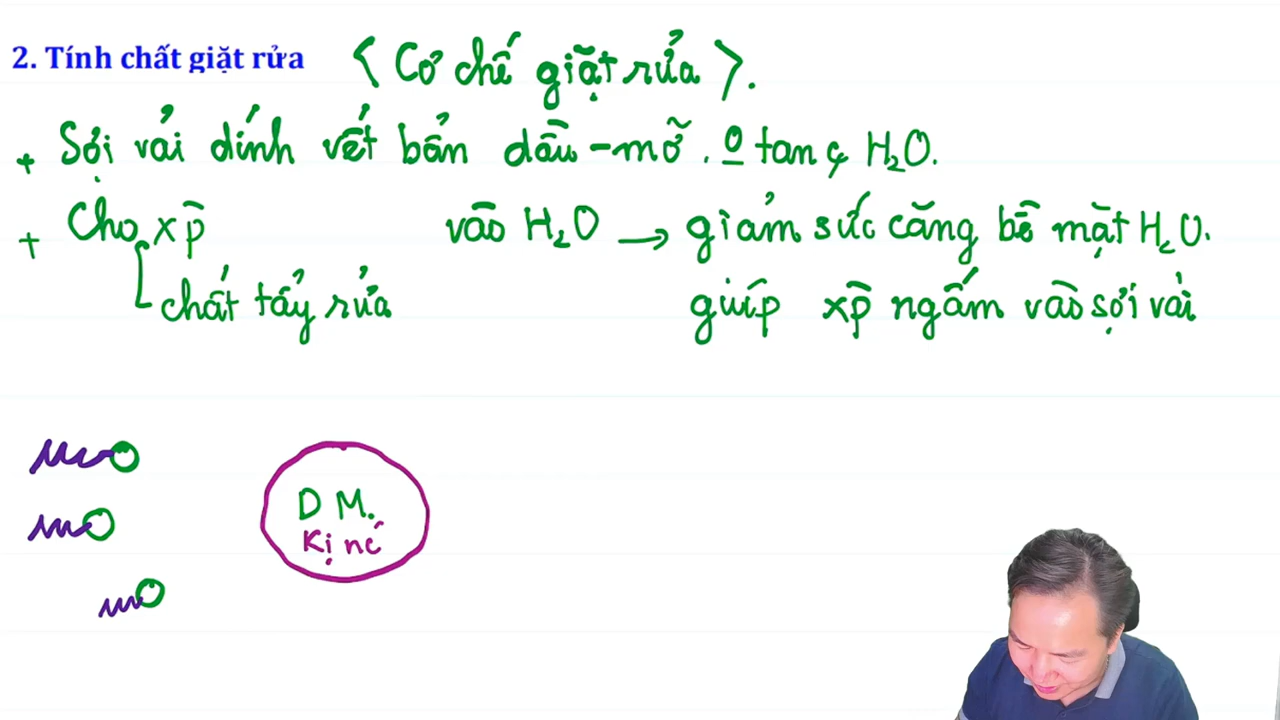 2. Tính chất giặt rửa < Cơ chế giặt rửa >.
+ Sợi vải dính vết bẩn dầu - mỡ. o tan ç H₂O.
+ Cho xp̄ vào H₂O → giảm sức căng bề mặt H₂O.
chất tẩy rửa giúp xp̄ ngấm vào sợi vải
D M.
Kị nc